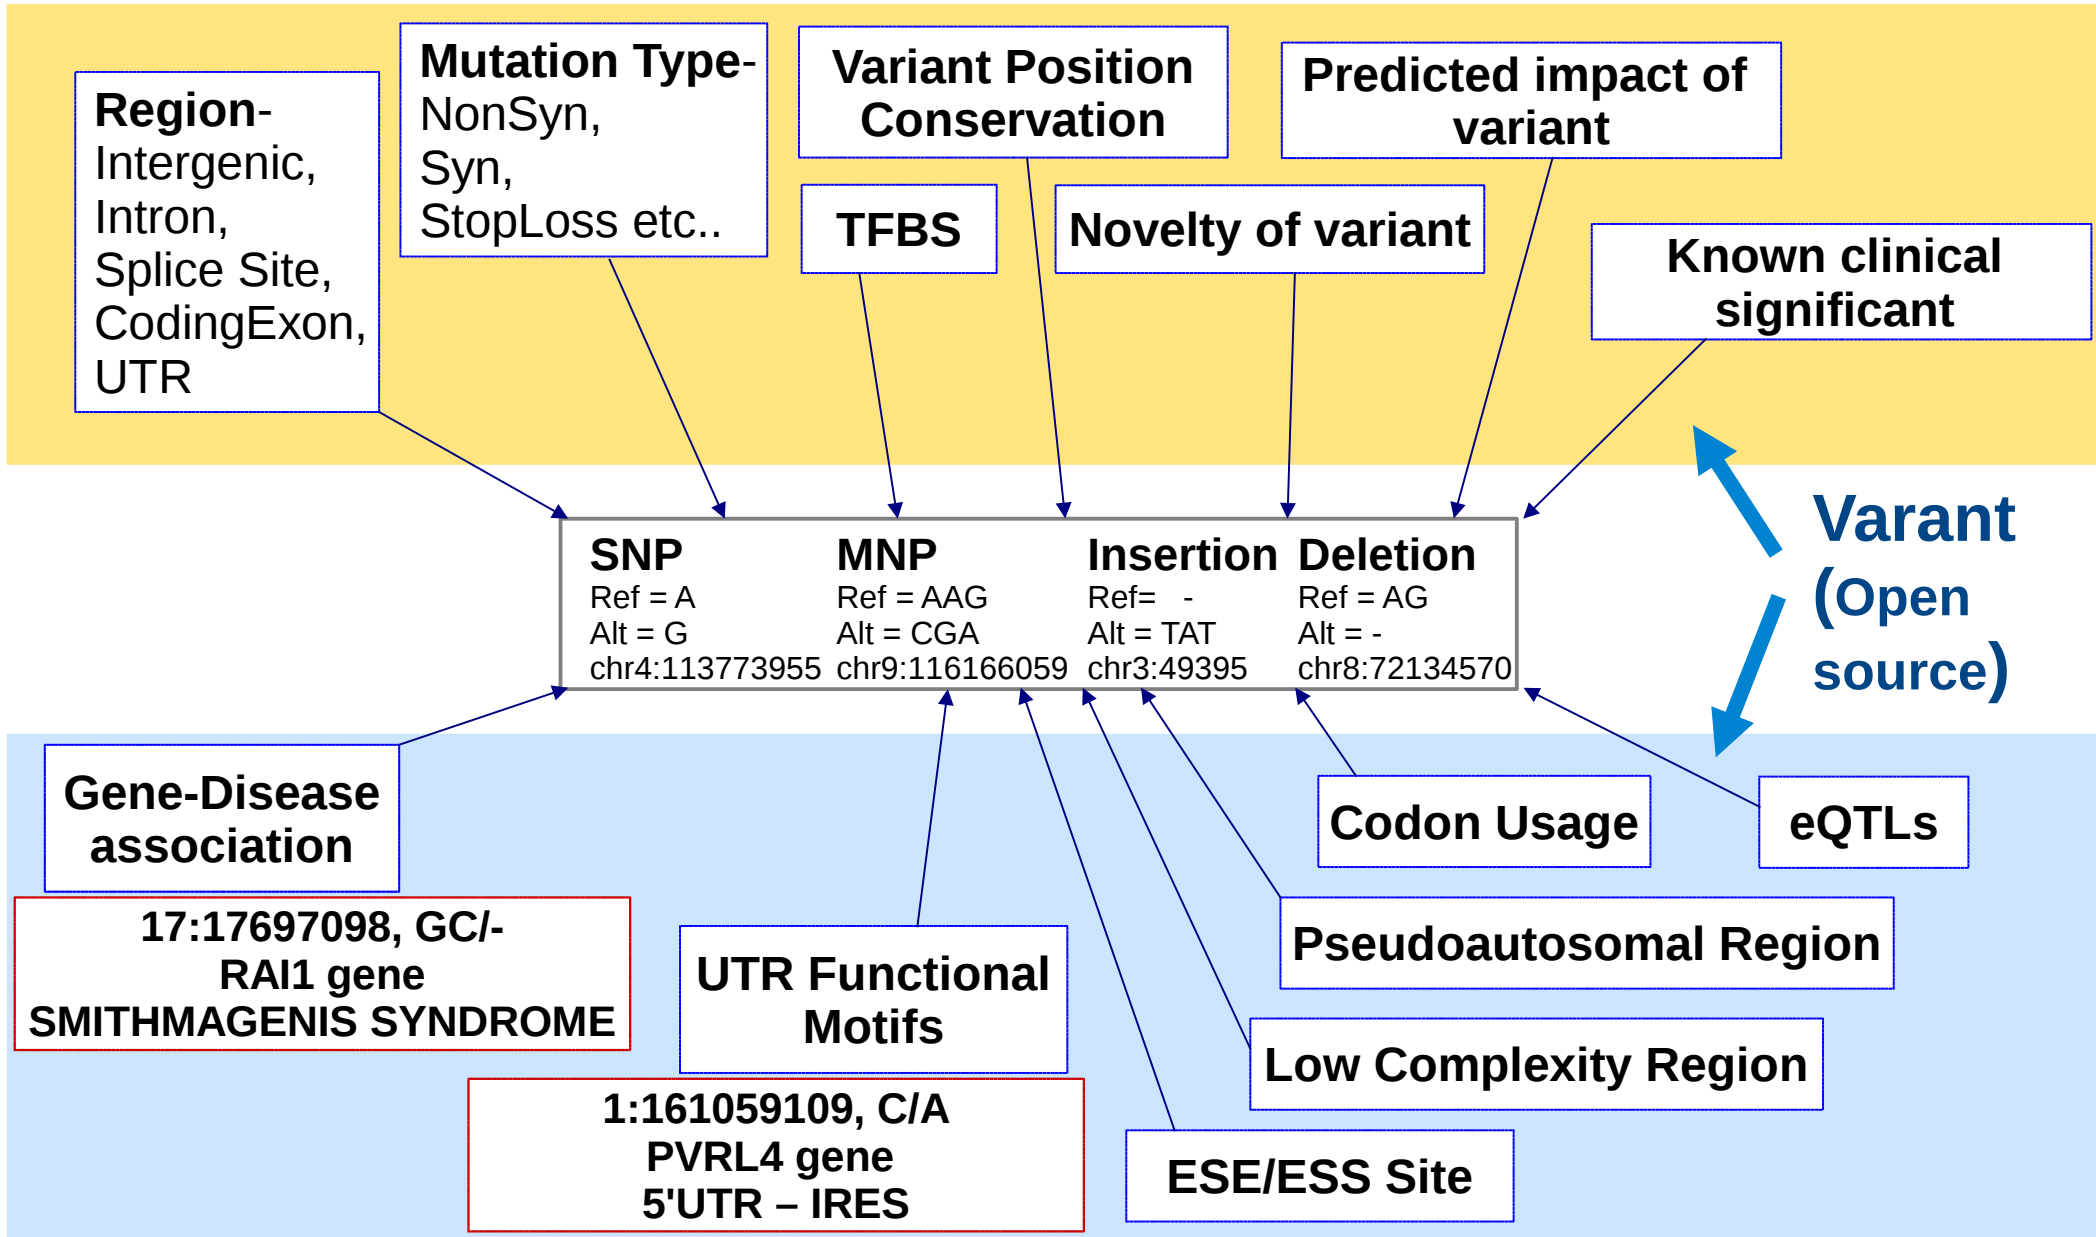 Region-
Intergenic,
Intron,
Splice Site,
CodingExon,
UTR
Mutation Type-
NonSyn,
Syn,
StopLoss etc..
Variant Position
Conservation
TFBS
Novelty of variant
Predicted impact of
variant
Known clinical
significant
SNP
Ref = A
Alt = G
chr4:113773955
MNP
Ref = AAG
Alt = CGA
chr9:116166059
Insertion
Ref=   -
Alt = TAT
chr3:49395
Deletion
Ref = AG
Alt = -
chr8:72134570
Varant
(Open
source)
Gene-Disease
association
17:17697098, GC/-
RAI1 gene
SMITHMAGENIS SYNDROME
UTR Functional
Motifs
1:161059109, C/A
PVRL4 gene
5'UTR – IRES
Codon Usage
eQTLs
Pseudoautosomal Region
Low Complexity Region
ESE/ESS Site